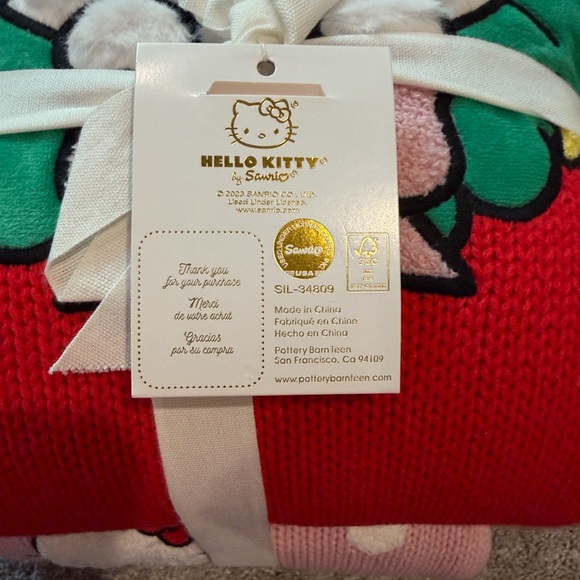 HELLO KITTY®
by Sanrio®
© 2023 SANRIO CO., LTD.
Used Under License.
www.sanrio.com
Thank you
for your purchase
Merci
de votre achat
Gracias
por su compra
Sanrio
USA
SIL-34809
FSC
Made in China
Fabriqué en Chine
Hecho en China
Pottery Barn Teen
San Francisco, Ca 94109
www.potterybarnteen.com